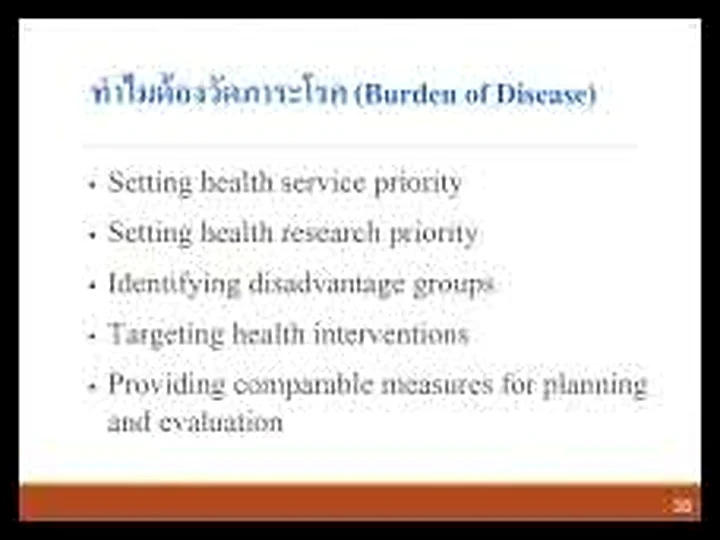 ทำไมต้องวัดภาระโรค (Burden of Disease)
• Setting health service priority
• Setting health research priority
• Identifying disadvantage groups
• Targeting health interventions
• Providing comparable measures for planning
and evaluation